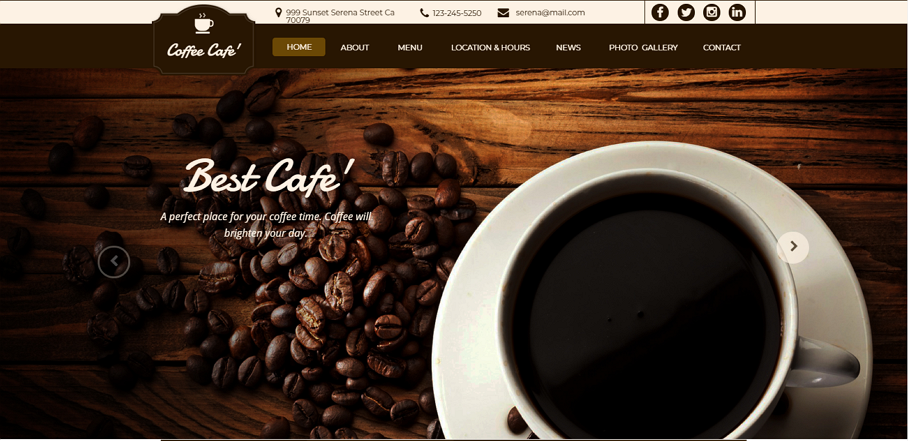 999 Sunset Serena Street Ca
70079
123-245-5250
serena@mail.com
Coffee Cafe'
HOME
ABOUT
MENU
LOCATION & HOURS
NEWS
PHOTO GALLERY
CONTACT
Best Cafe'
A perfect place for your coffee time. Coffee will
brighten your day.